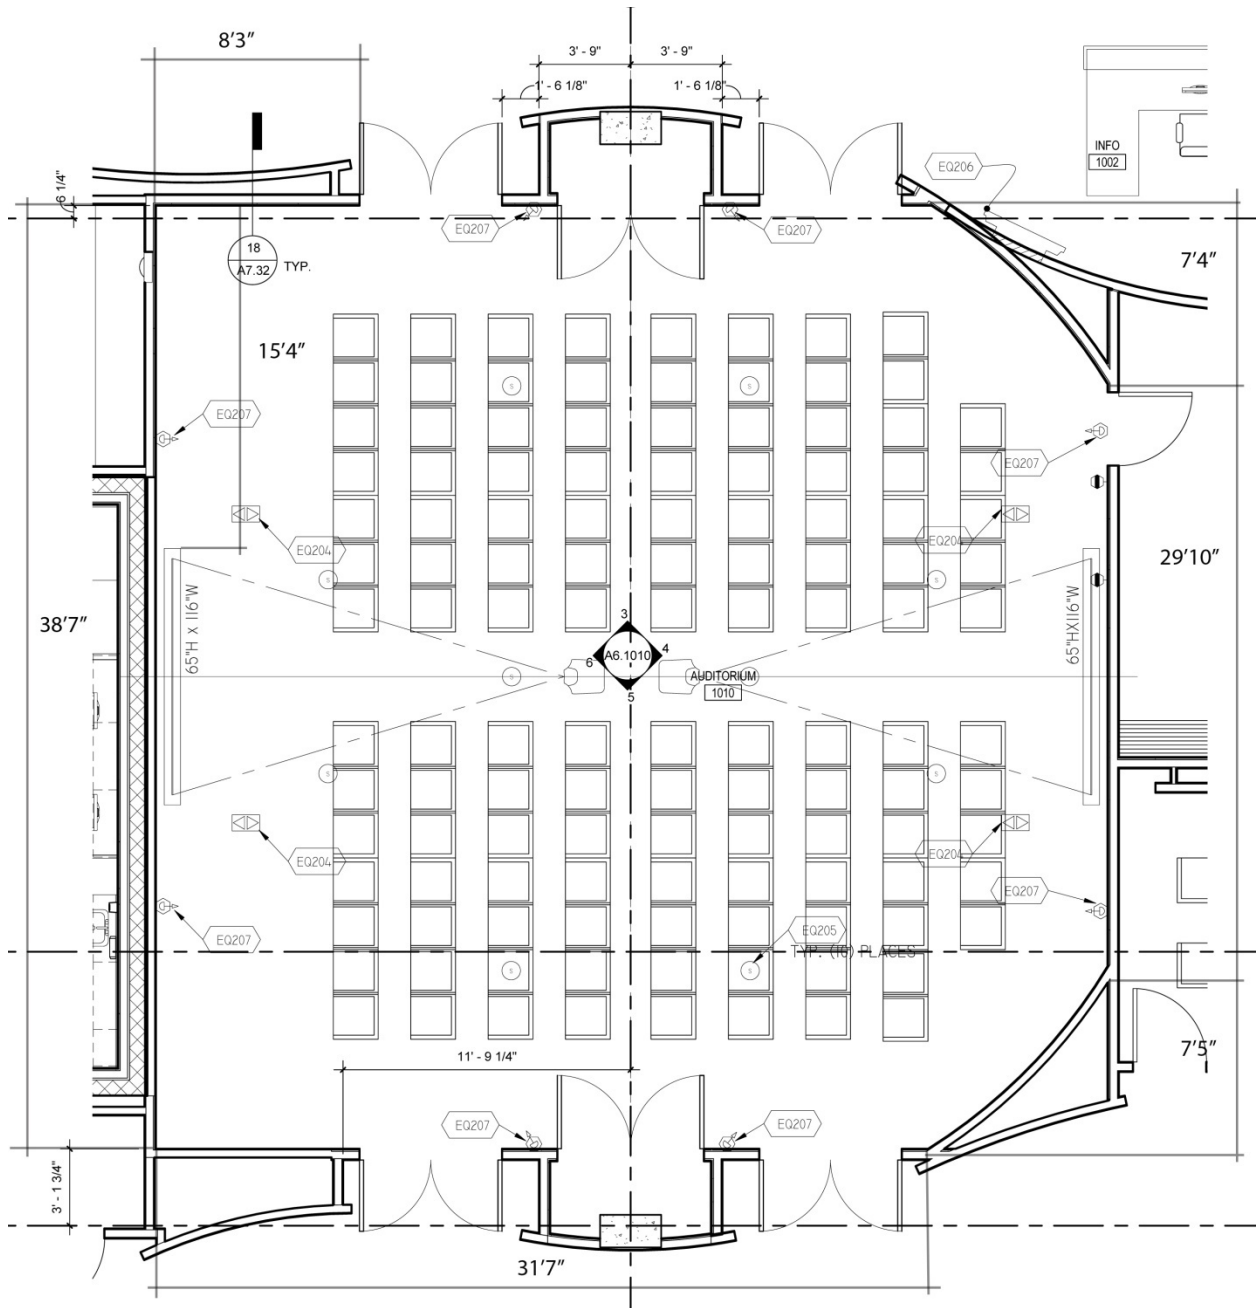 8'3"
3' - 9"
3' - 9"
1' - 6 1/8"
1' - 6 1/8"
INFO
1002
EQ206
6 1/4"
EQ207
EQ207
18
A7.32
TYP.
7'4"
15'4"
EQ207
EQ207
EQ204
EQ204
S
S
S
S
29'10"
65"H X 116"W
65"HX116"W
38'7"
3
6
A6.1010
4
5
S
S
AUDITORIUM
1010
S
S
EQ204
EQ204
EQ207
EQ207
EQ205
TYP. (10) PLACES
S
S
11' - 9 1/4"
7'5"
EQ207
EQ207
3' - 1 3/4"
31'7"